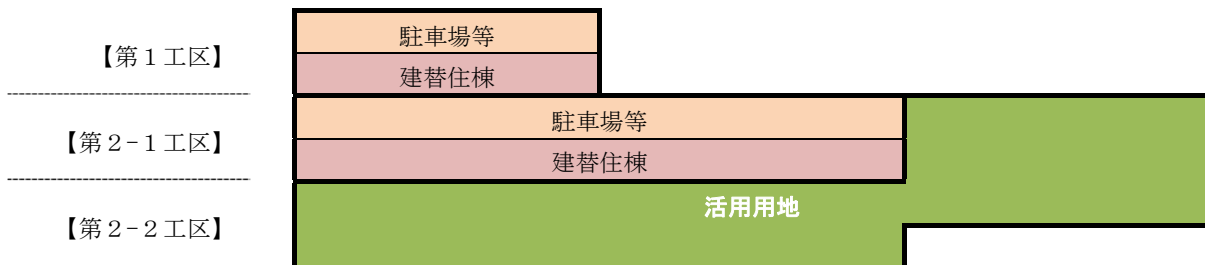 駐車場等
【第１工区】
建替住棟
駐車場等
【第２−１工区】
建替住棟
活用用地
【第２−２工区】